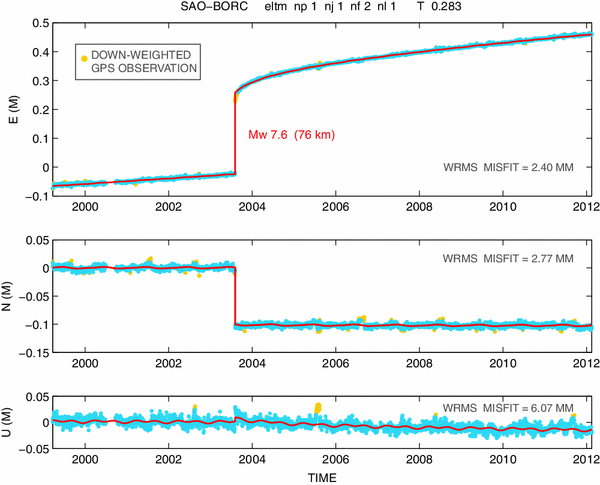 SAO-BORC eltm np 1 nj 1 nf 2 nl 1 T 0.283
0.5
0.4
0.3
0.2
0.1
0
−0.1
E (M)
DOWN-WEIGHTED
GPS OBSERVATION
Mw 7.6 (76 km)
WRMS MISFIT = 2.40 MM
2000 2002 2004 2006 2008 2010 2012
0.05
0
−0.05
−0.1
−0.15
N (M)
WRMS MISFIT = 2.77 MM
2000 2002 2004 2006 2008 2010 2012
0.05
0
−0.05
U (M)
WRMS MISFIT = 6.07 MM
2000 2002 2004 2006 2008 2010 2012
TIME